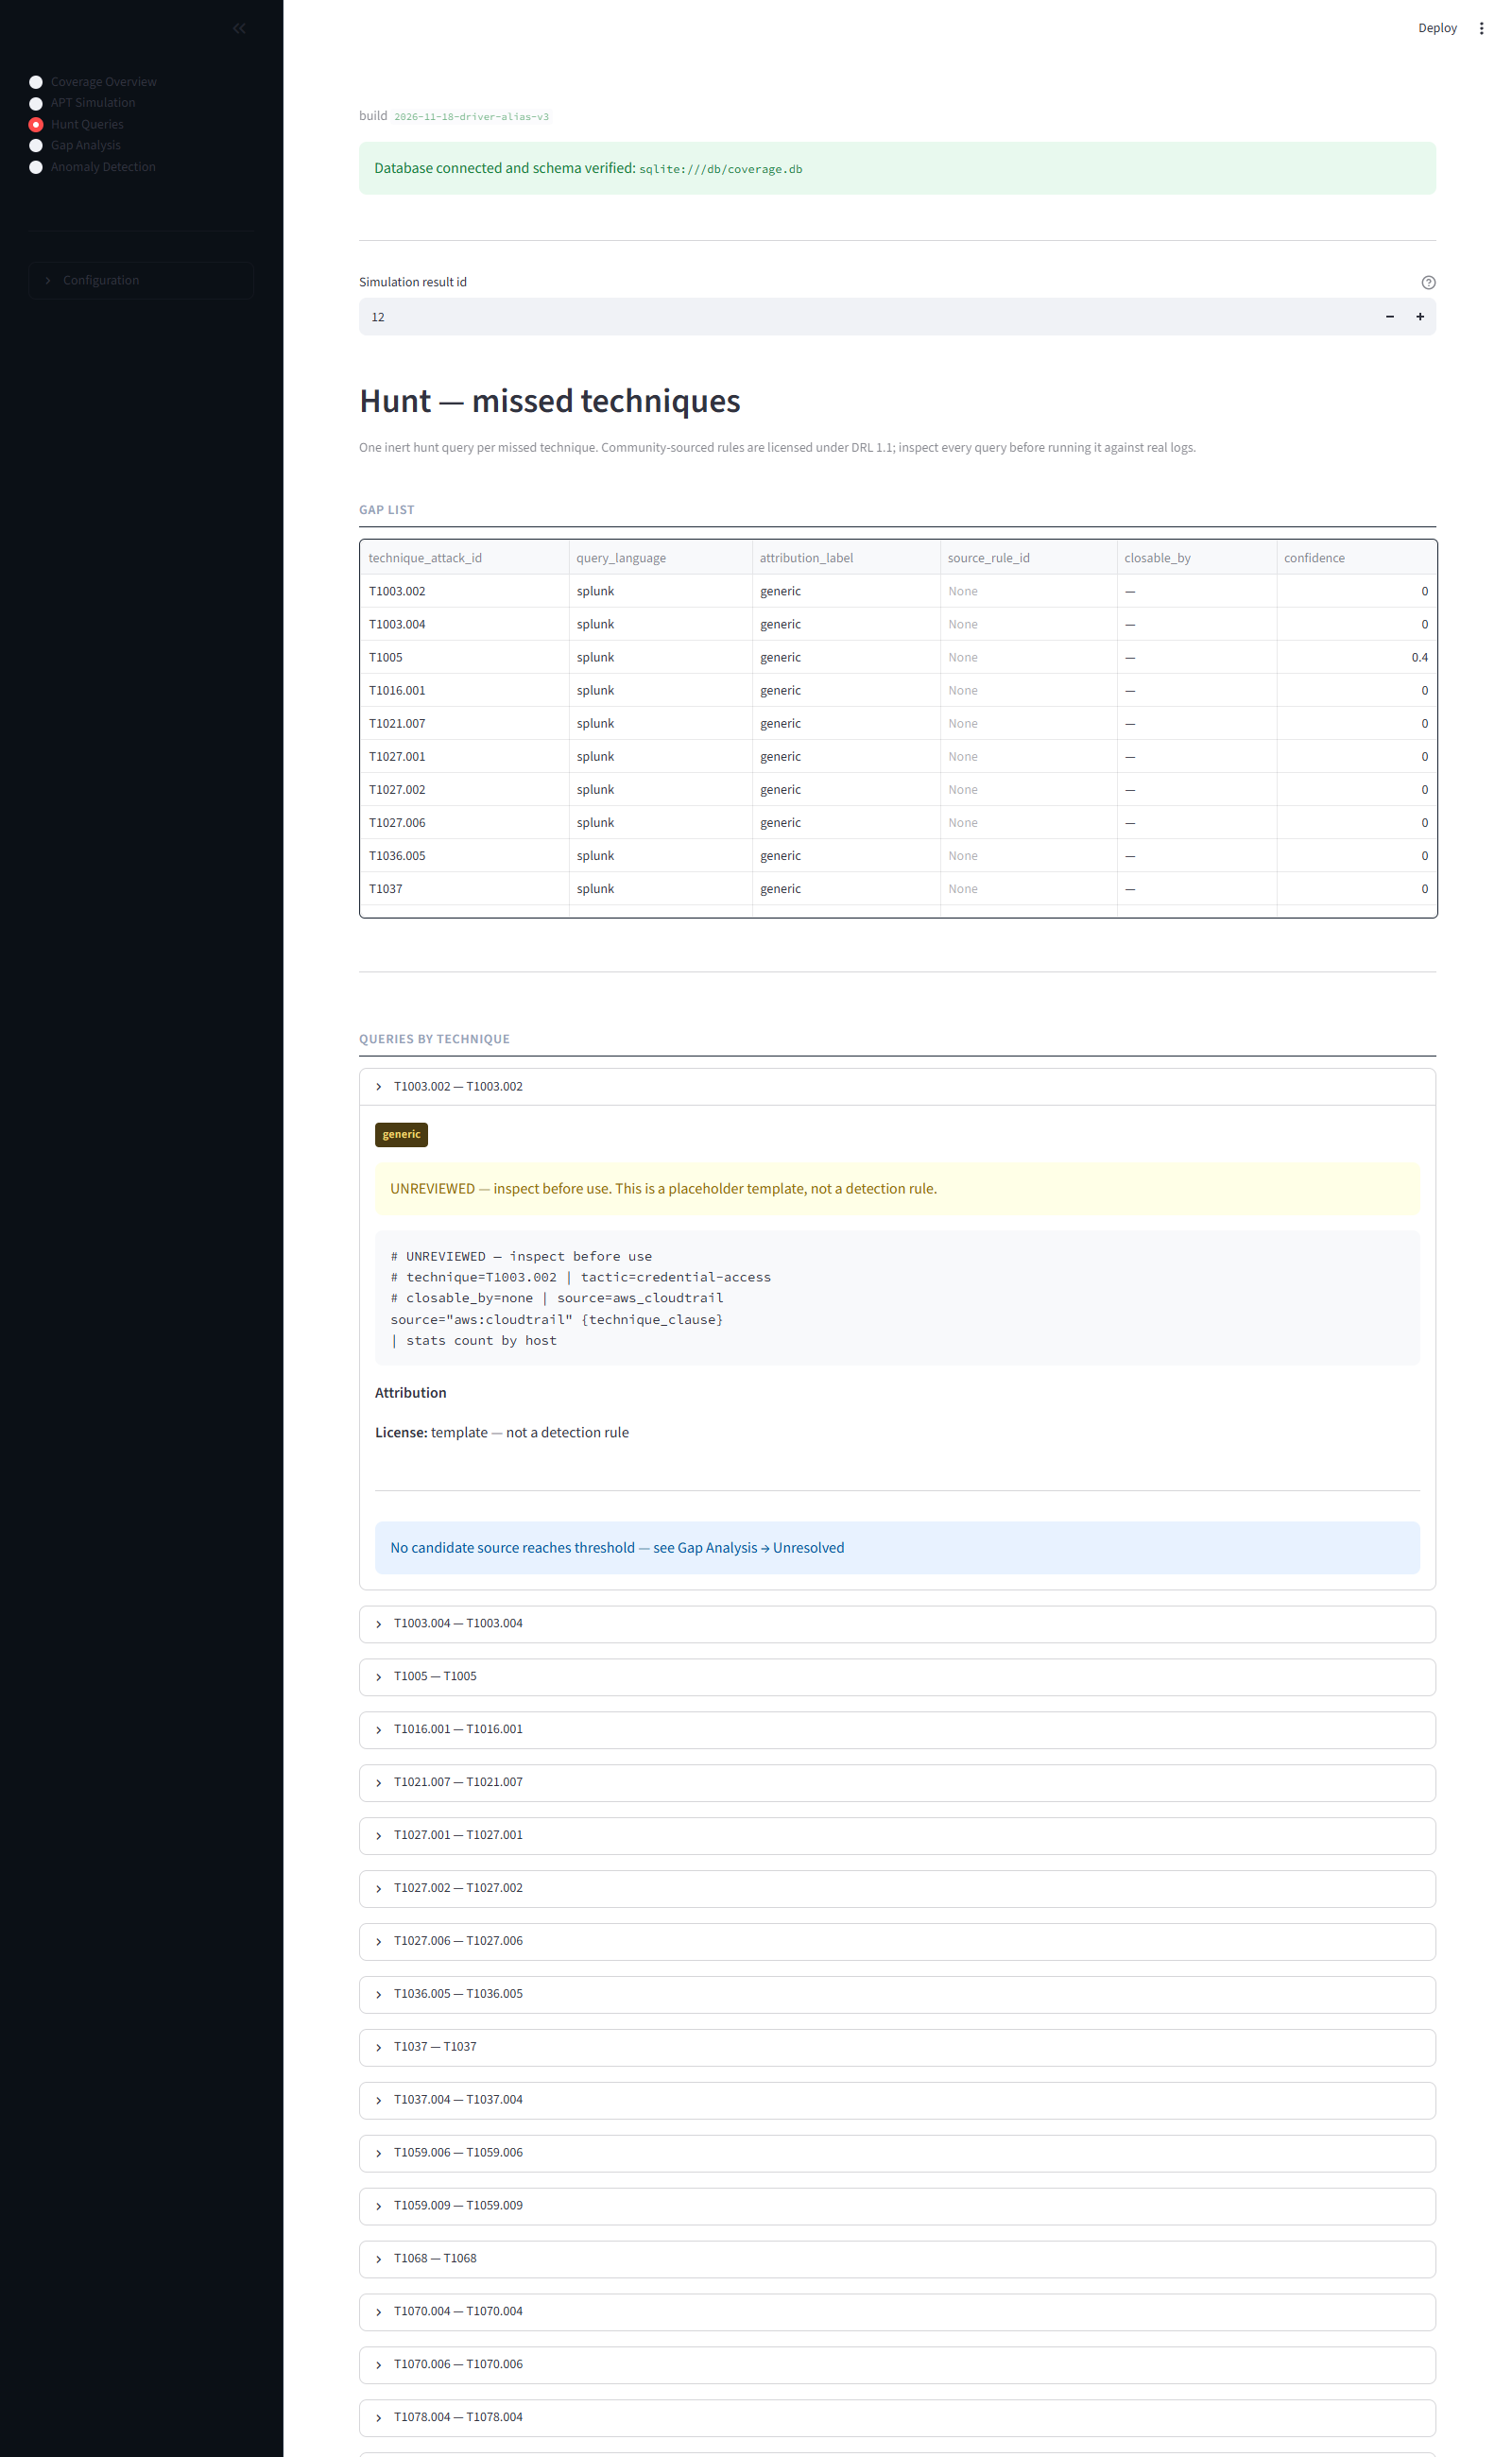 Deploy
Coverage Overview
APT Simulation
Hunt Queries
Gap Analysis
Anomaly Detection
Configuration
build 2026-11-18-driver-alias-v3
Database connected and schema verified: sqlite:///db/coverage.db
Simulation result id
12
Hunt — missed techniques
One inert hunt query per missed technique. Community-sourced rules are licensed under DRL 1.1; inspect every query before running it against real logs.
GAP LIST
technique_attack_id query_language attribution_label source_rule_id closable_by confidence
T1003.002 splunk generic None — 0
T1003.004 splunk generic None — 0
T1005 splunk generic None — 0.4
T1016.001 splunk generic None — 0
T1021.007 splunk generic None — 0
T1027.001 splunk generic None — 0
T1027.002 splunk generic None — 0
T1027.006 splunk generic None — 0
T1036.005 splunk generic None — 0
T1037 splunk generic None — 0
QUERIES BY TECHNIQUE
T1003.002 — T1003.002
generic
UNREVIEWED — inspect before use. This is a placeholder template, not a detection rule.
# UNREVIEWED — inspect before use
# technique=T1003.002 | tactic=credential-access
# closable_by=none | source=aws_cloudtrail
source="aws:cloudtrail" {technique_clause}
| stats count by host
Attribution
License: template — not a detection rule
No candidate source reaches threshold — see Gap Analysis → Unresolved
T1003.004 — T1003.004
T1005 — T1005
T1016.001 — T1016.001
T1021.007 — T1021.007
T1027.001 — T1027.001
T1027.002 — T1027.002
T1027.006 — T1027.006
T1036.005 — T1036.005
T1037 — T1037
T1037.004 — T1037.004
T1059.006 — T1059.006
T1059.009 — T1059.009
T1068 — T1068
T1070.004 — T1070.004
T1070.006 — T1070.006
T1078.004 — T1078.004